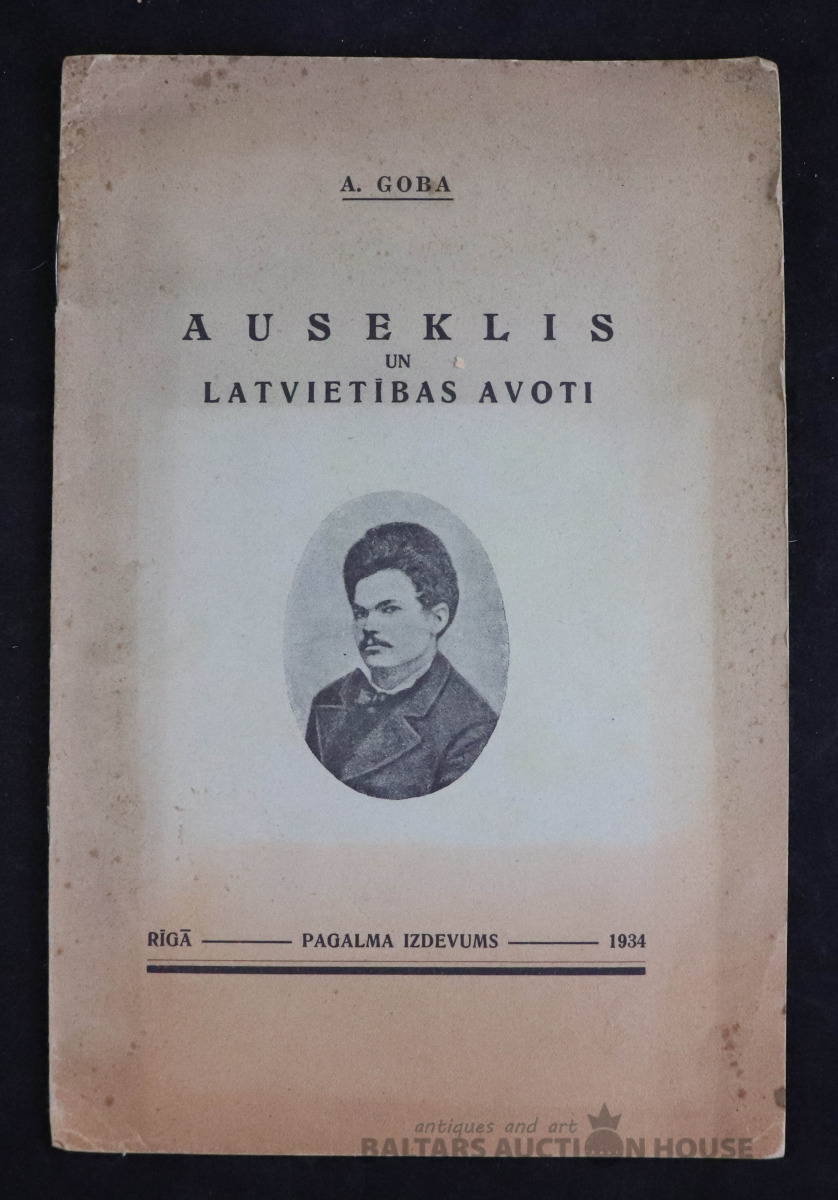 A. GOBA
AUSEKLIS
UN
LATVIETĪBAS AVOTI
RĪGĀ — PAGALMA IZDEVUMS — 1934
antiques and art
BALTARS AUCTION HOUSE